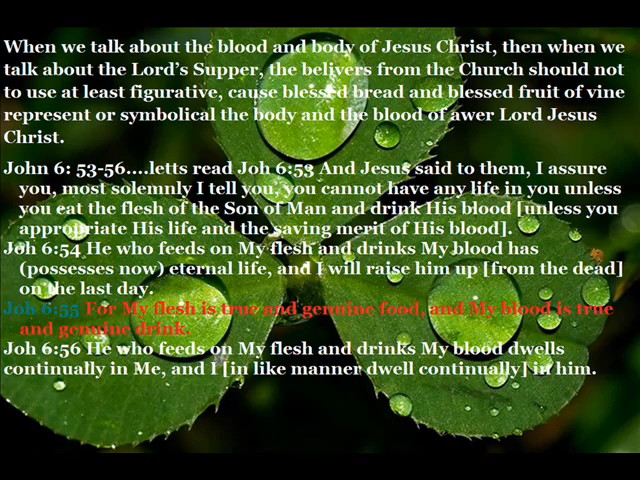 When we talk about the blood and body of Jesus Christ, then when we
talk about the Lord's Supper, the belivers from the Church should not
to use at least figurative, cause blessed bread and blessed fruit of vine
represent or symbolical the body and the blood of awer Lord Jesus
Christ.
John 6: 53-56....letts read Joh 6:53 And Jesus said to them, I assure
you, most solemnly I tell you, you cannot have any life in you unless
you eat the flesh of the Son of Man and drink His blood [unless you
appropriate His life and the saving merit of His blood].
Joh 6:54 He who feeds on My flesh and drinks My blood has
(possesses now) eternal life, and I will raise him up [from the dead]
on the last day.
Joh 6:55 For My flesh is true and genuine food, and My blood is true
and genuine drink.
Joh 6:56 He who feeds on My flesh and drinks My blood dwells
continually in Me, and I [in like manner dwell continually] in him.